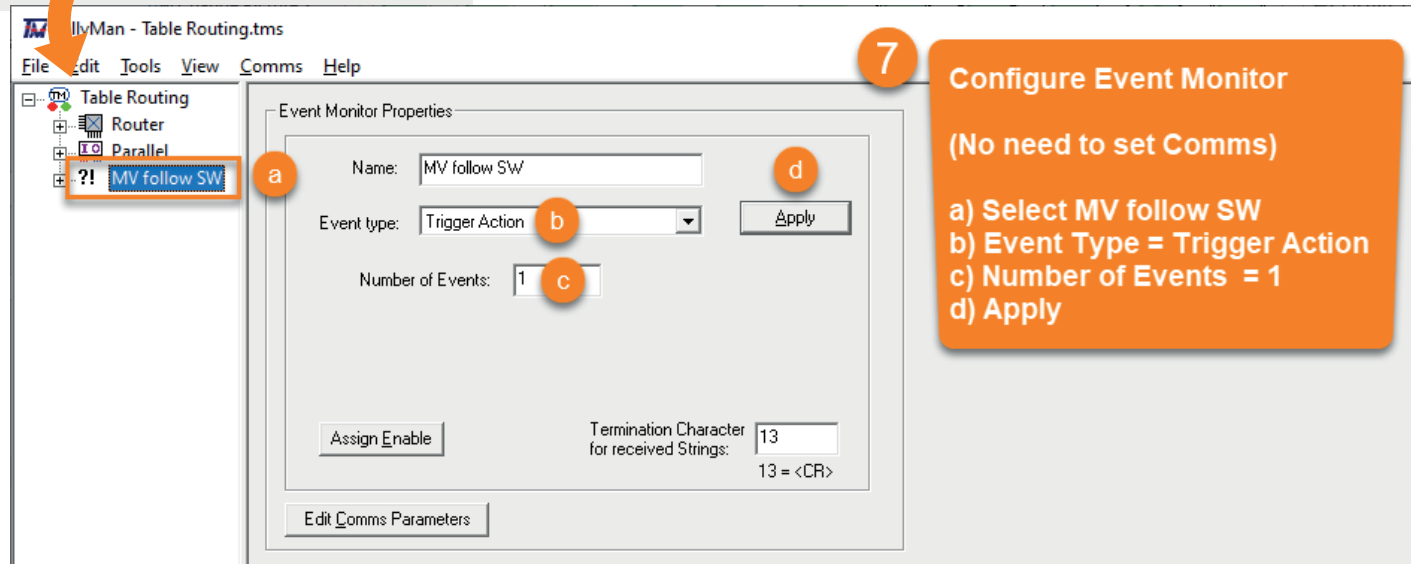 llyMan - Table Routing.tms
File Edit Tools View Comms Help
Table Routing
Router
Parallel
?! MV follow SW
a
Event Monitor Properties
Name: MV follow SW
d
Event type: Trigger Action b
Apply
Number of Events: 1 c
Assign Enable
Termination Character
for received Strings: 13
13 = <CR>
Edit Comms Parameters
7
Configure Event Monitor
(No need to set Comms)
a) Select MV follow SW
b) Event Type = Trigger Action
c) Number of Events = 1
d) Apply